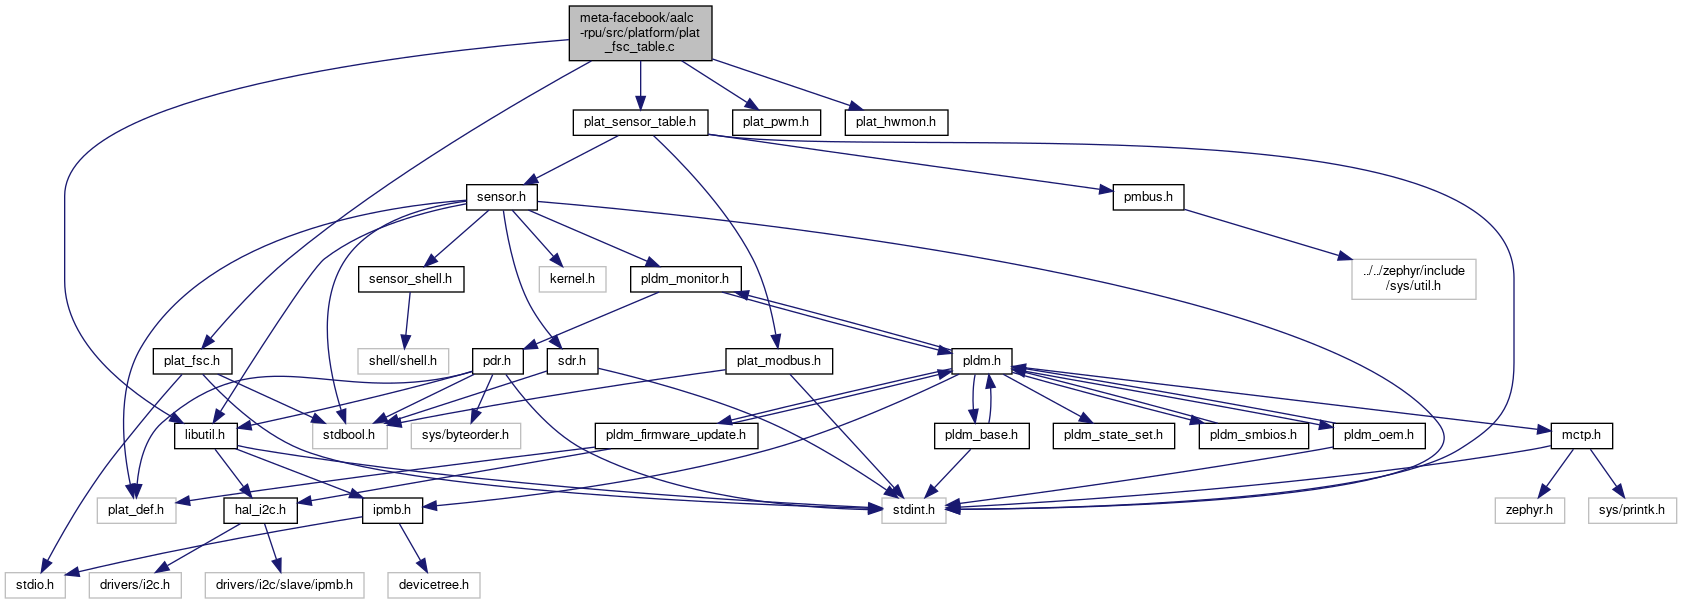 meta-facebook/aalc
-rpu/src/platform/plat
_fsc_table.c
plat_sensor_table.h
plat_pwm.h
plat_hwmon.h
sensor.h
pmbus.h
sensor_shell.h
kernel.h
pldm_monitor.h
../../zephyr/include
/sys/util.h
plat_fsc.h
shell/shell.h
pdr.h
sdr.h
plat_modbus.h
pldm.h
libutil.h
stdbool.h
sys/byteorder.h
pldm_firmware_update.h
pldm_base.h
pldm_state_set.h
pldm_smbios.h
pldm_oem.h
mctp.h
plat_def.h
hal_i2c.h
ipmb.h
stdint.h
zephyr.h
sys/printk.h
stdio.h
drivers/i2c.h
drivers/i2c/slave/ipmb.h
devicetree.h